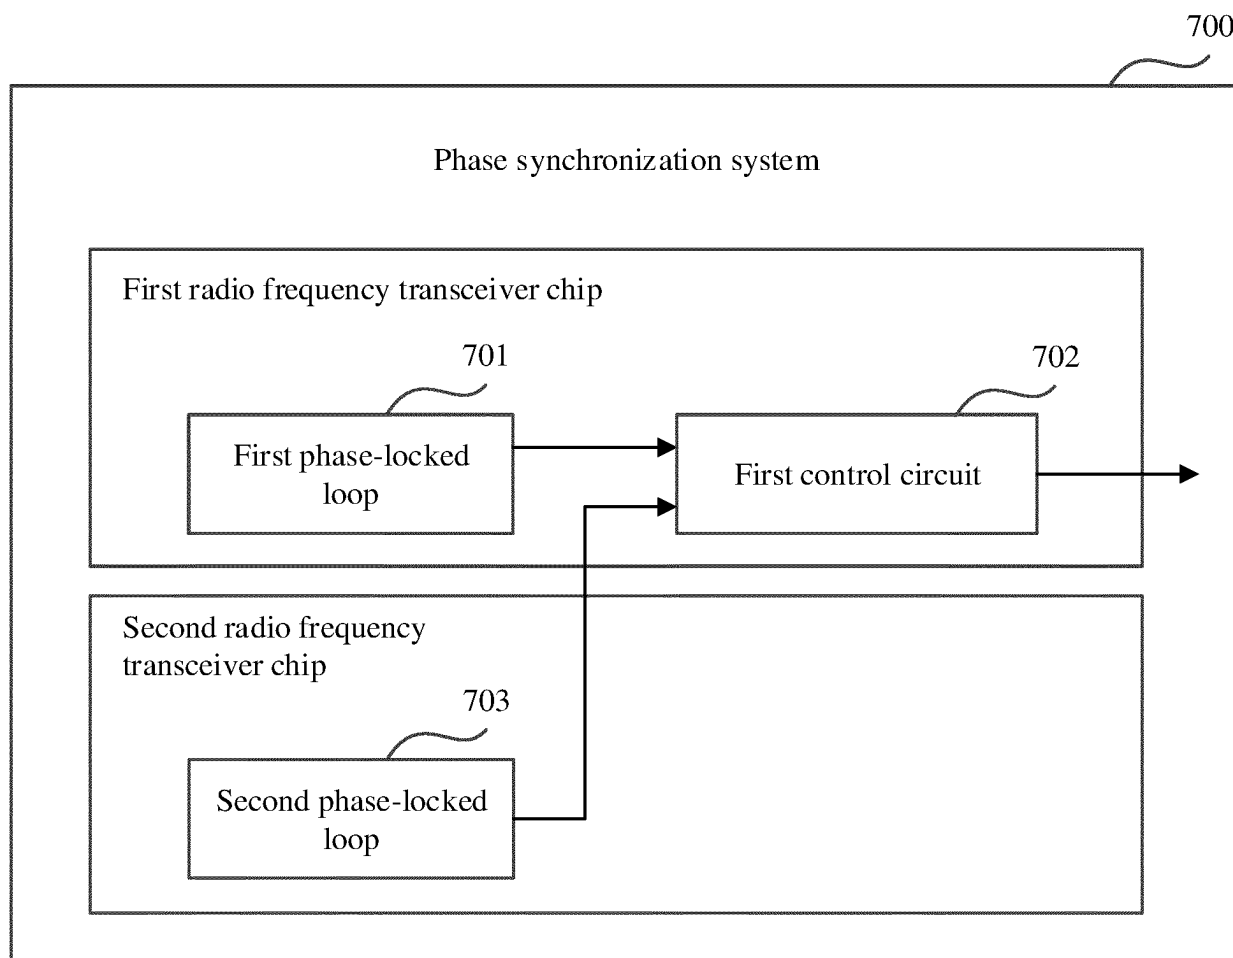 700
Phase synchronization system
First radio frequency transceiver chip
701
702
First phase-locked
loop
First control circuit
Second radio frequency
transceiver chip
703
Second phase-locked
loop